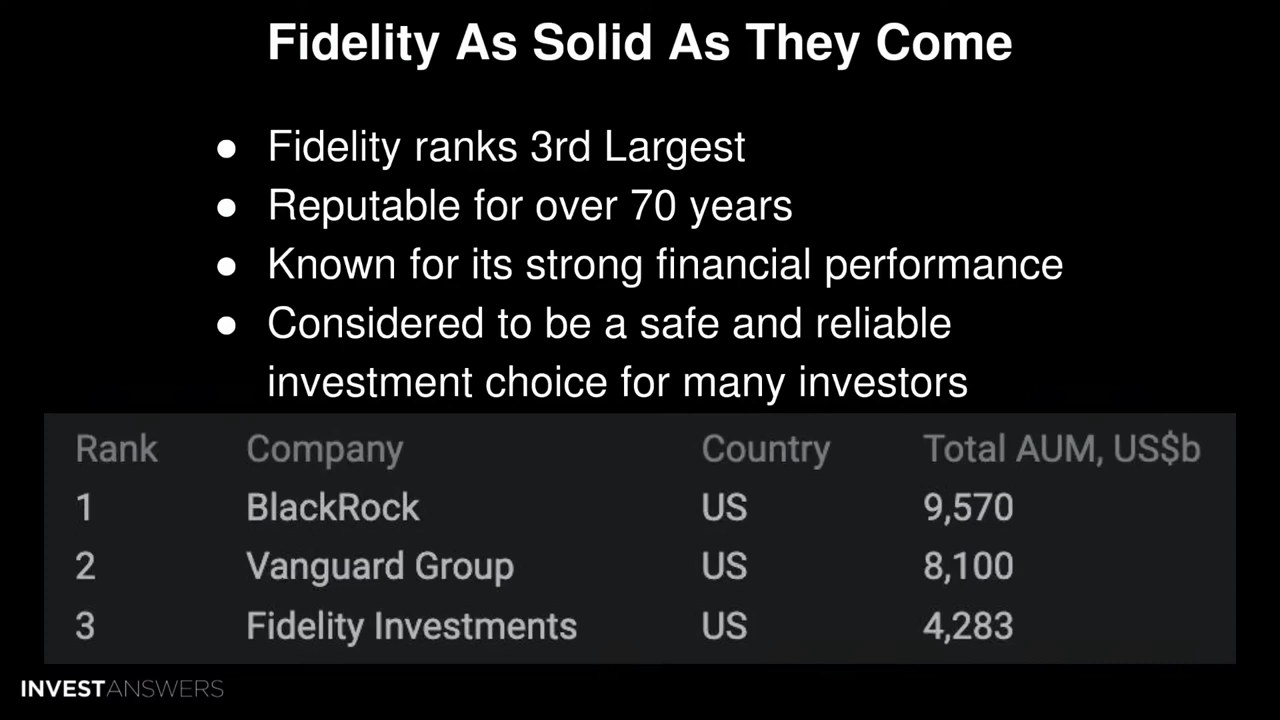 Fidelity As Solid As They Come
● Fidelity ranks 3rd Largest
● Reputable for over 70 years
● Known for its strong financial performance
● Considered to be a safe and reliable
investment choice for many investors
Rank Company Country Total AUM, US$b
1 BlackRock US 9,570
2 Vanguard Group US 8,100
3 Fidelity Investments US 4,283
INVESTANSWERS